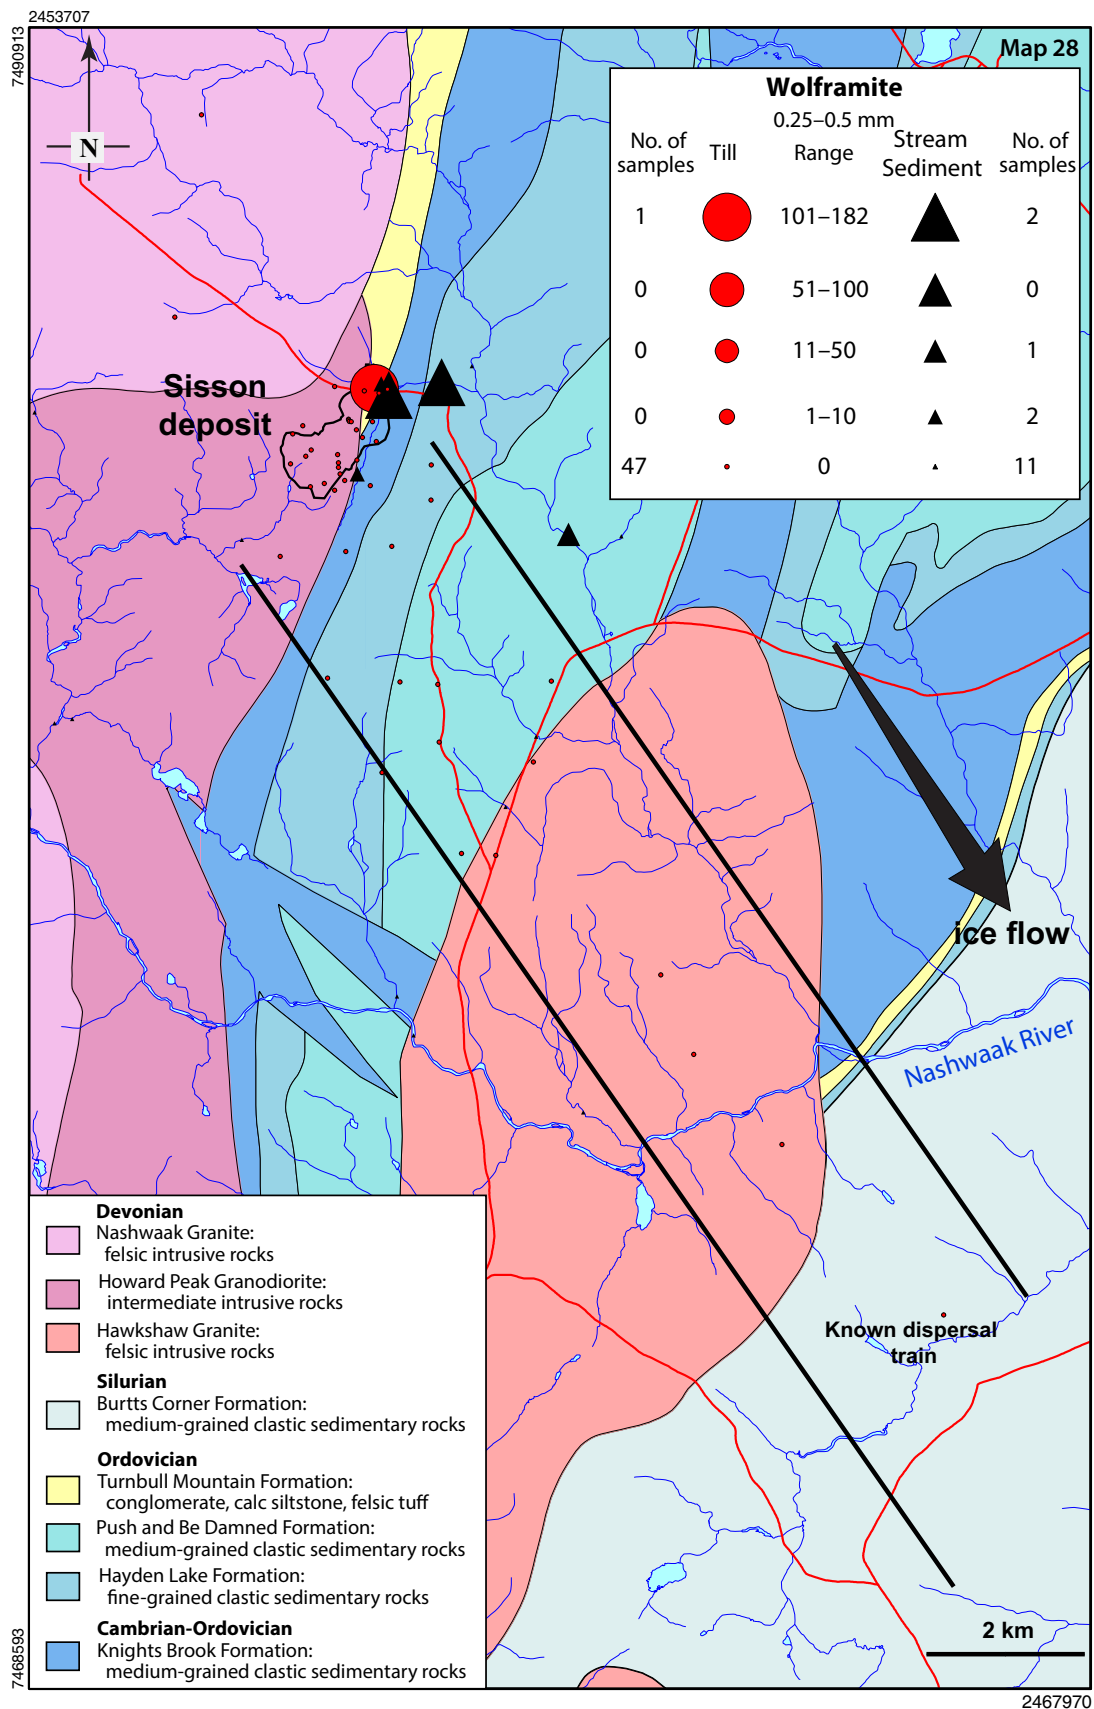 2453707
7490913
Map 28
N
Wolframite
0.25–0.5 mm
No. of samples Till Range Stream Sediment No. of samples
1 101–182 2
0 51–100 0
0 11–50 1
0 1–10 2
47 0 11
Sisson
deposit
ice flow
Nashwaak River
Known dispersal
train
Devonian
Nashwaak Granite:
felsic intrusive rocks
Howard Peak Granodiorite:
intermediate intrusive rocks
Hawkshaw Granite:
felsic intrusive rocks
Silurian
Burtts Corner Formation:
medium-grained clastic sedimentary rocks
Ordovician
Turnbull Mountain Formation:
conglomerate, calc siltstone, felsic tuff
Push and Be Damned Formation:
medium-grained clastic sedimentary rocks
Hayden Lake Formation:
fine-grained clastic sedimentary rocks
Cambrian-Ordovician
Knights Brook Formation:
medium-grained clastic sedimentary rocks
2 km
7468593
2467970